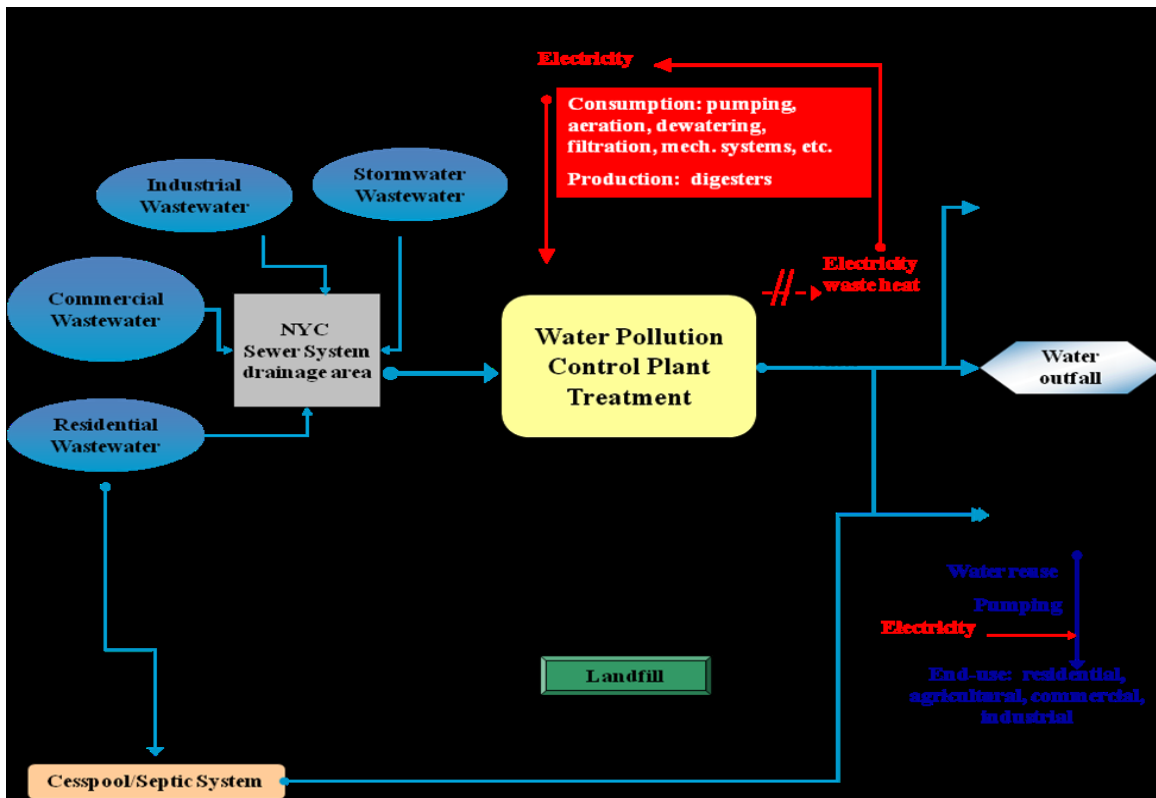 Electricity
Consumption: pumping,
aeration, dewatering,
filtration, mech. systems, etc.
Production: digesters
Industrial
Wastewater
Stormwater
Wastewater
Commercial
Wastewater
NYC
Sewer System
drainage area
Electricity
waste heat
Water Pollution
Control Plant
Treatment
Water
outfall
Residential
Wastewater
Water reuse
Pumping
Electricity
Landfill
End-use: residential,
agricultural, commercial,
industrial
Cesspool/Septic System